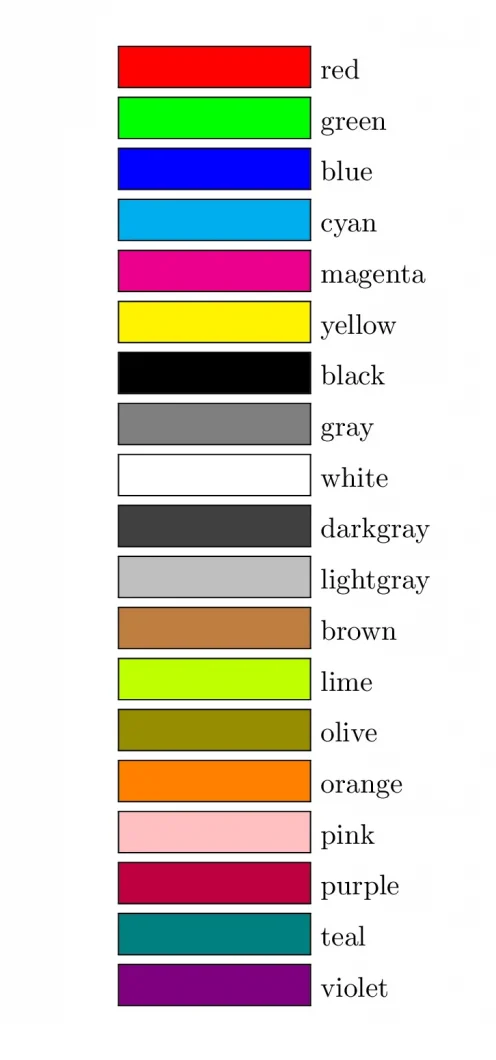 red
green
blue
cyan
magenta
yellow
black
gray
white
darkgray
lightgray
brown
lime
olive
orange
pink
purple
teal
violet